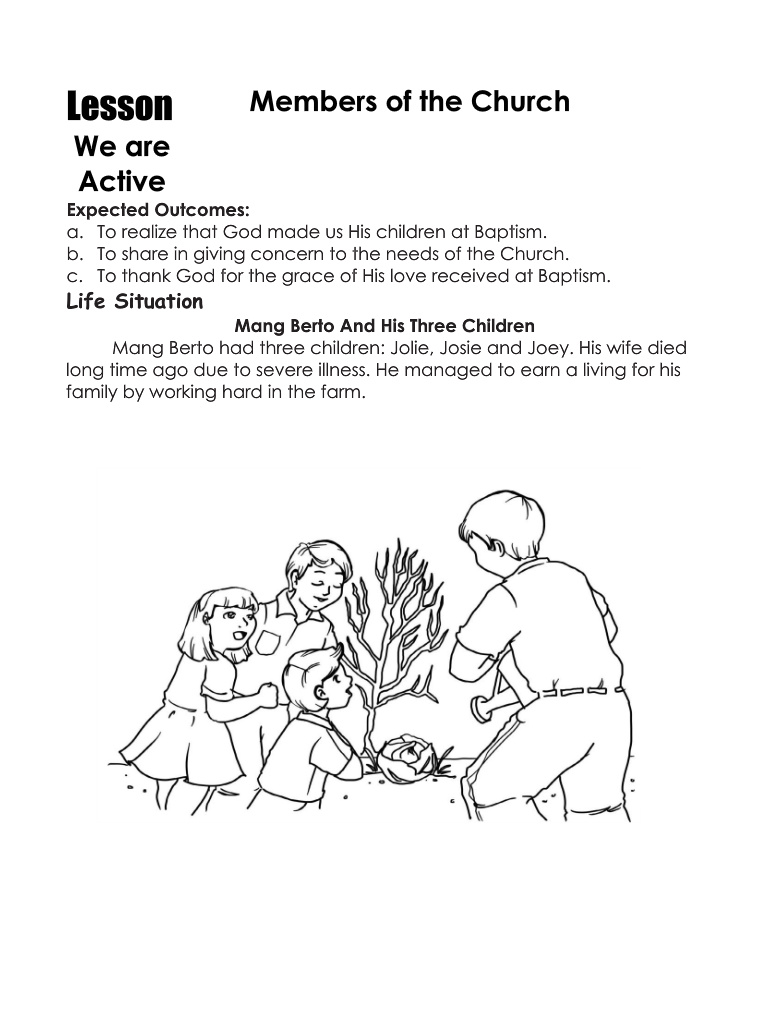 Lesson
Members of the Church
We are
Active
Expected Outcomes:
a. To realize that God made us His children at Baptism.
b. To share in giving concern to the needs of the Church.
c. To thank God for the grace of His love received at Baptism.
Life Situation
Mang Berto And His Three Children
Mang Berto had three children: Jolie, Josie and Joey. His wife died
long time ago due to severe illness. He managed to earn a living for his
family by working hard in the farm.